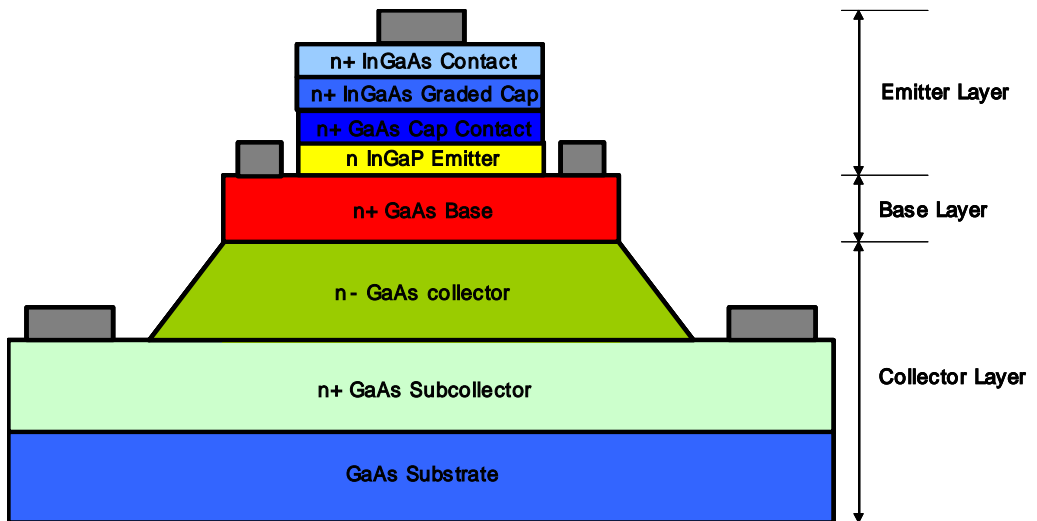 n+ InGaAs Contact
n+ InGaAs Graded Cap
n+ GaAs Cap Contact
n InGaP Emitter
n+ GaAs Base
n- GaAs collector
n+ GaAs Subcollector
GaAs Substrate
Emitter Layer
Base Layer
Collector Layer